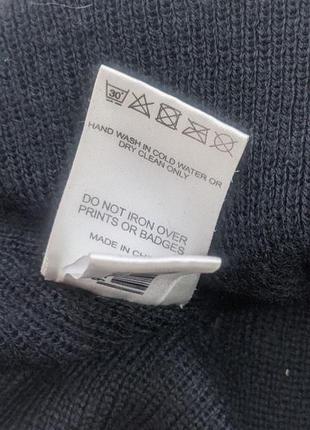 30°
HAND WASH IN COLD WATER OR
DRY CLEAN ONLY
DO NOT IRON OVER
PRINTS OR BADGES
MADE IN